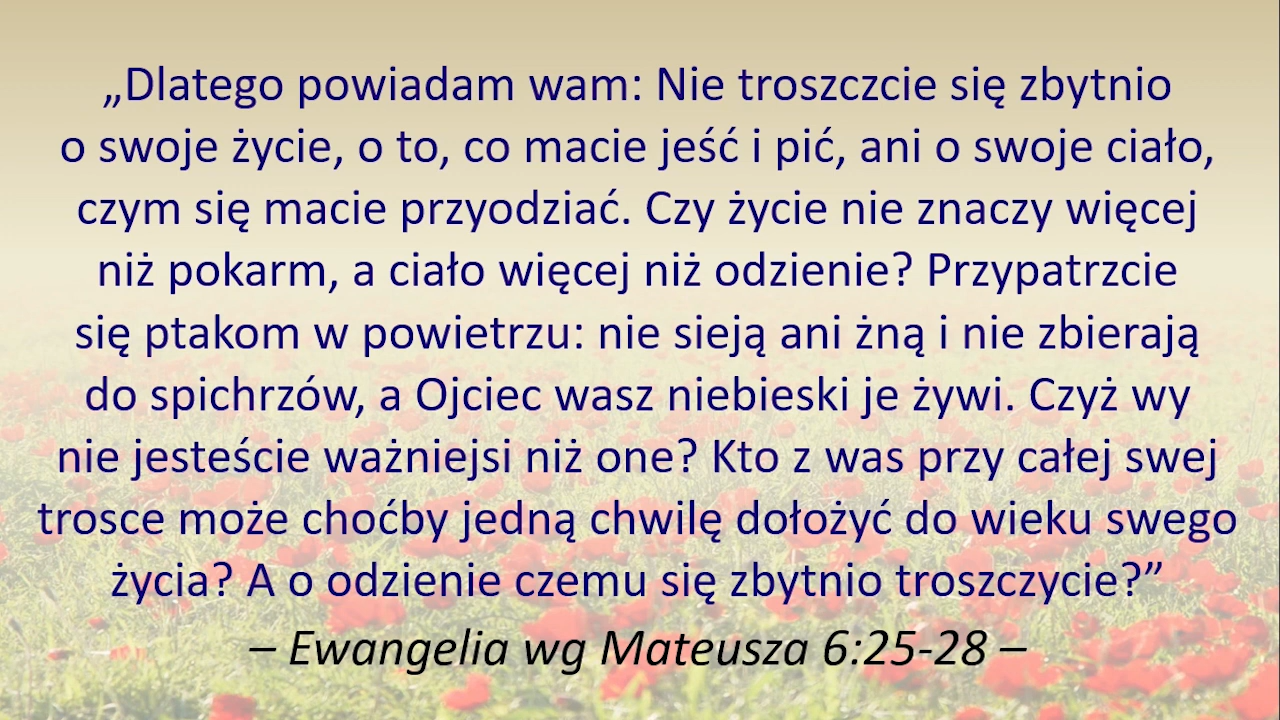 „Dlatego powiadam wam: Nie troszczcie się zbytnio
o swoje życie, o to, co macie jeść i pić, ani o swoje ciało,
czym się macie przyodziać. Czy życie nie znaczy więcej
niż pokarm, a ciało więcej niż odzienie? Przypatrzcie
się ptakom w powietrzu: nie sieją ani żną i nie zbierają
do spichrzów, a Ojciec wasz niebieski je żywi. Czyż wy
nie jesteście ważniejsi niż one? Kto z was przy całej swej
trosce może choćby jedną chwilę dołożyć do wieku swego
życia? A o odzienie czemu się zbytnio troszczycie?”
– Ewangelia wg Mateusza 6:25-28 –